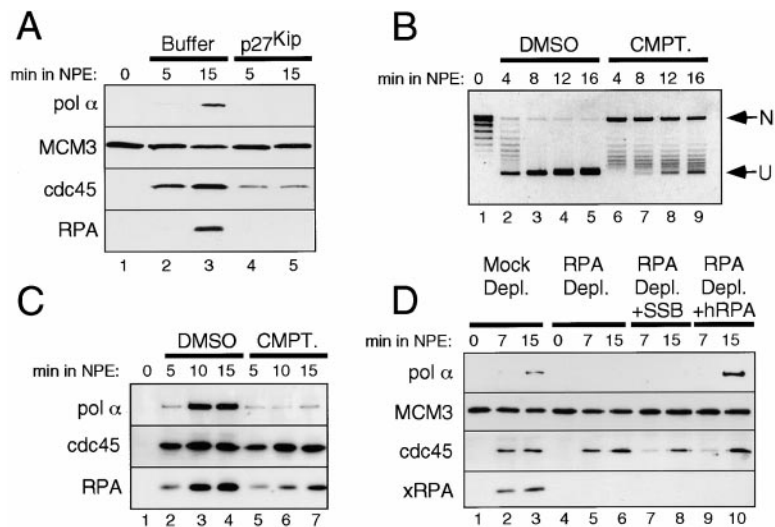 A
Buffer p27Kip
min in NPE: 0 5 15 5 15
pol α
MCM3
cdc45
RPA
1 2 3 4 5
B
DMSO CMPT.
min in NPE: 0 4 8 12 16 4 8 12 16
N
U
1 2 3 4 5 6 7 8 9
C
DMSO CMPT.
min in NPE: 0 5 10 15 5 10 15
pol α
cdc45
RPA
1 2 3 4 5 6 7
D
Mock RPA RPA RPA
Depl. Depl. Depl. Depl.
+SSB +hRPA
min in NPE: 0 7 15 0 7 15 7 15 7 15
pol α
MCM3
cdc45
xRPA
1 2 3 4 5 6 7 8 9 10